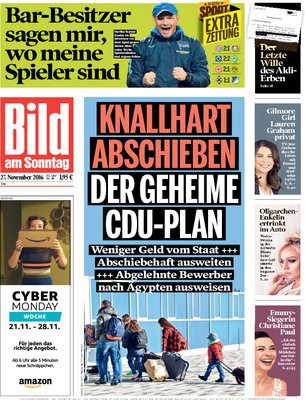 Bar-Besitzer
sagen mir,
wo meine
Spieler sind
SPORT
EXTRA
ZEITUNG
Der
Letzte
Wille
des Aldi-
Erben
Bild
am Sonntag
27. November 2016
1,95 €
KNALLHART
ABSCHIEBEN
DER GEHEIME
CDU-PLAN
Weniger Geld vom Staat +++
Abschiebehaft ausweiten
+++ Abgelehnte Bewerber
nach Ägypten ausweisen
Gilmore
Girl
Lauren
Graham
privat
Oligarchen-
Enkelin
ertrinkt
im Auto
Emmy-
Siegerin
Christiane
Paul
CYBER
MONDAY
WOCHE
21.11. - 28.11.
Für jeden das
richtige Angebot.
Ab 6 Uhr alle 5 Minuten
neue Schnäppchen.
amazon